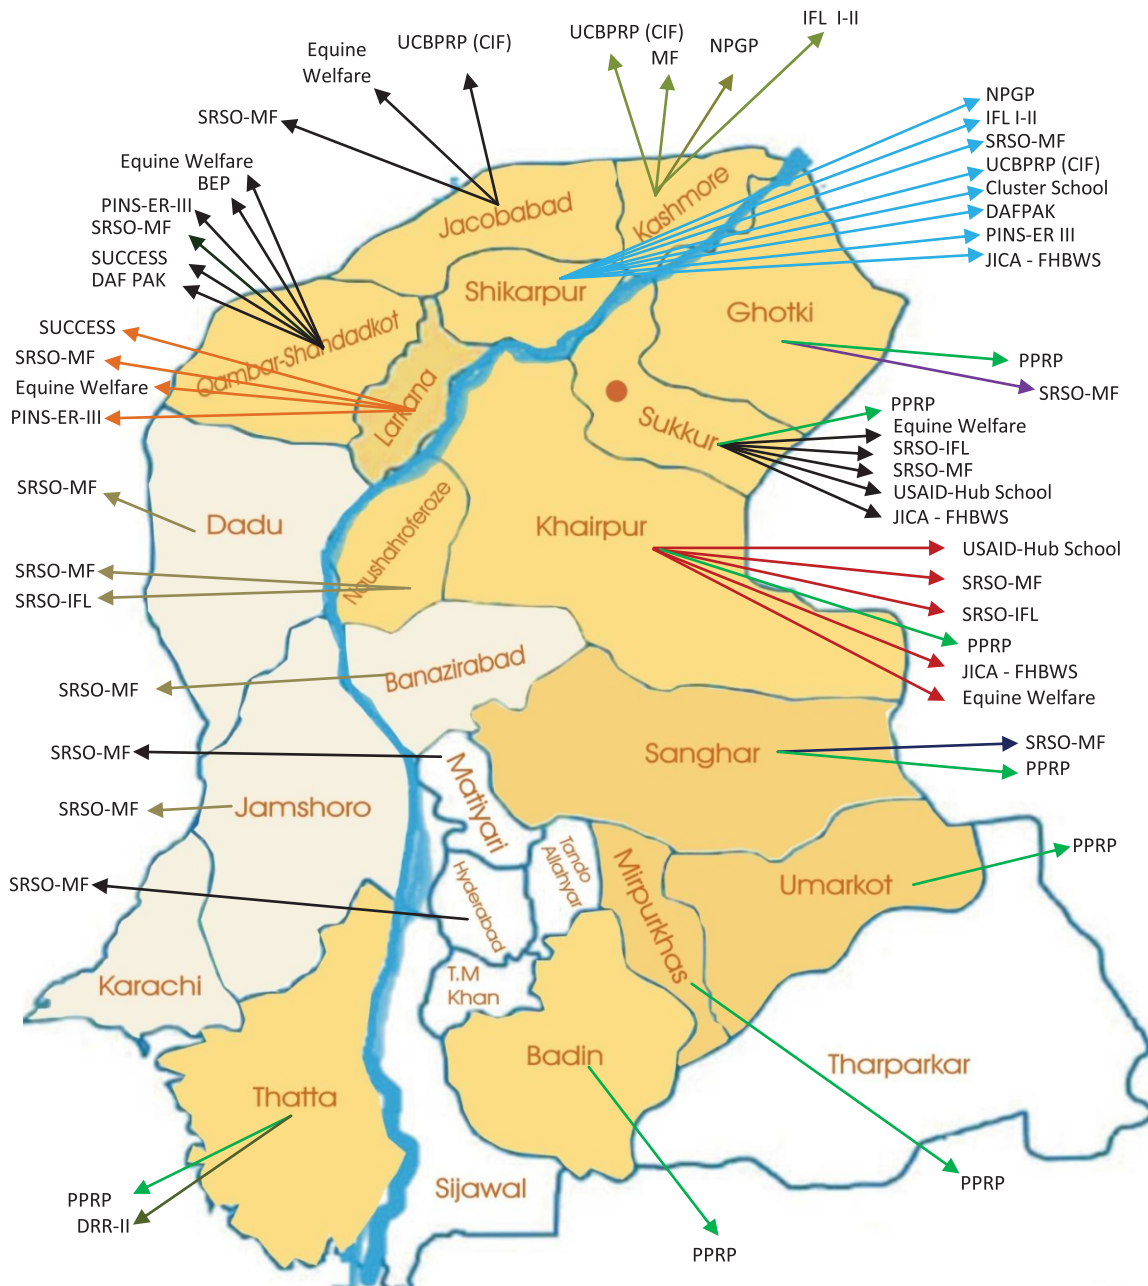 IFL I-II
UCBPRP (CIF)
MF
NPGP
UCBPRP (CIF)
Equine
Welfare
SRSO-MF
NPGP
IFL I-II
SRSO-MF
UCBPRP (CIF)
Cluster School
DAFPAK
PINS-ER III
JICA - FHBWS
Equine Welfare
BEP
PINS-ER-III
SRSO-MF
SUCCESS
DAF PAK
Jacobabad
Kashmore
Shikarpur
Ghotki
Qambar-Shahdadkot
Larkana
Sukkur
SUCCESS
SRSO-MF
Equine Welfare
PINS-ER-III
PPRP
SRSO-MF
PPRP
Equine Welfare
SRSO-IFL
SRSO-MF
USAID-Hub School
JICA - FHBWS
SRSO-MF
Dadu
Naushahroferoze
Khairpur
USAID-Hub School
SRSO-MF
SRSO-IFL
PPRP
JICA - FHBWS
Equine Welfare
SRSO-MF
SRSO-IFL
SRSO-MF
Banazirabad
SRSO-MF
Matiyari
Sanghar
SRSO-MF
PPRP
SRSO-MF
Jamshoro
SRSO-MF
Hyderabad
Tando
Allahyar
Mirpurkhas
Umarkot
PPRP
Karachi
T.M
Khan
Badin
Tharparkar
Thatta
PPRP
DRR-II
Sijawal
PPRP
PPRP